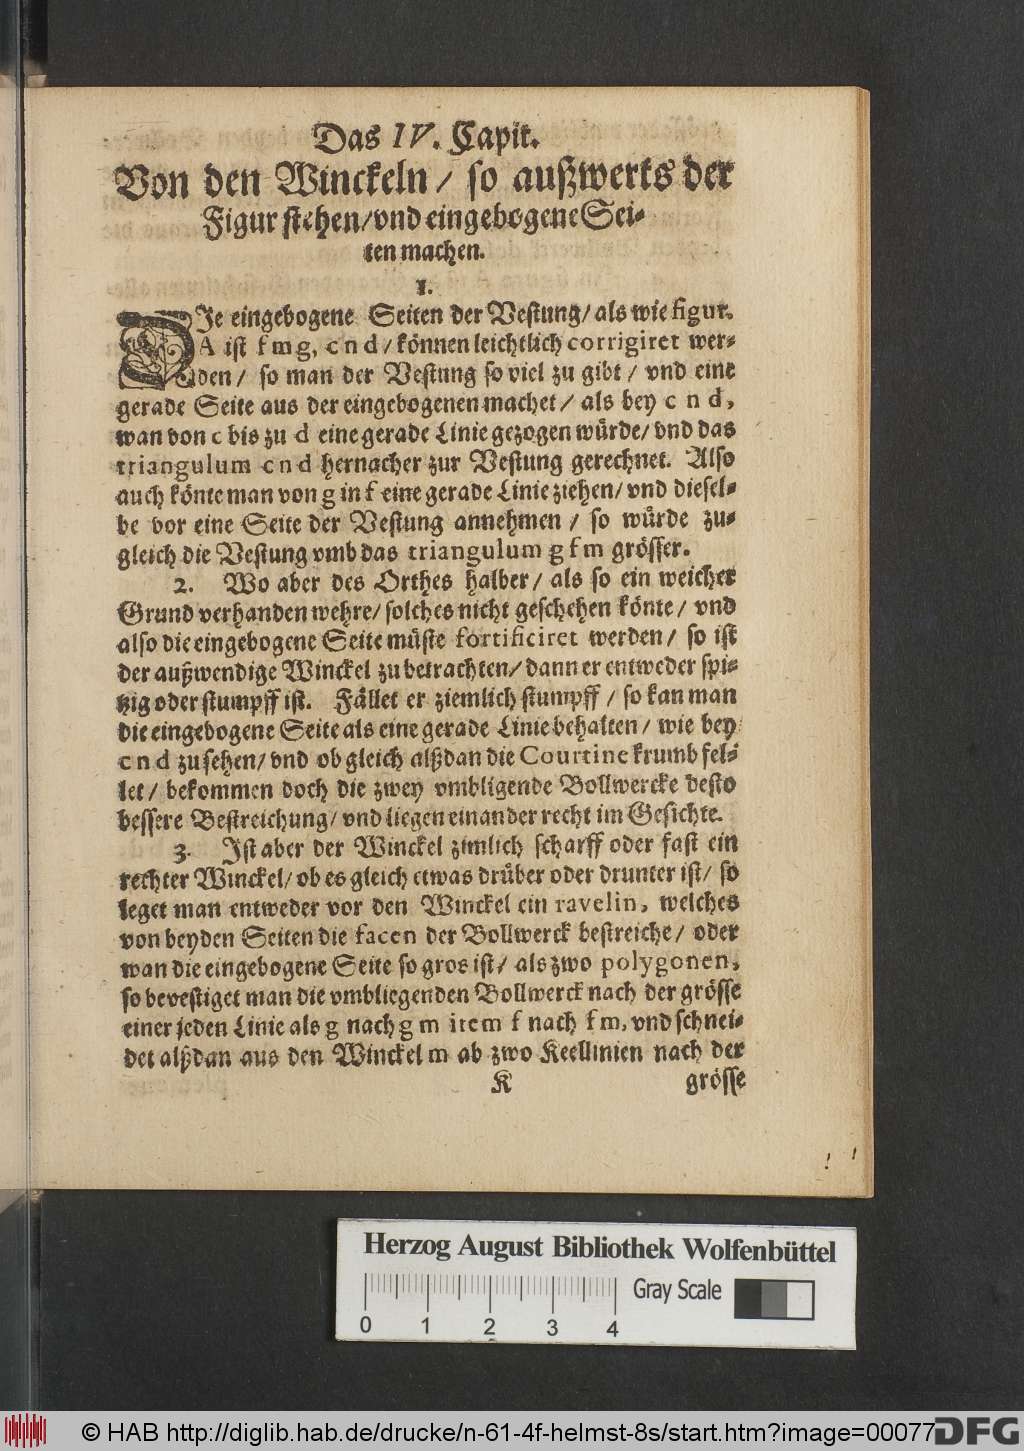 Das IV. Capit.
Von den Winckeln / so außwerts der
Figur stehen / vnd eingebogene Sei-
ten machen.
1.
DIe eingebogene Seiten der Vestung / als wie figur.
A ist f m g, c n d / können leichtlich corrigiret wer-
den / so man der Vestung so viel zu gibt / vnd eine
gerade Seite aus der eingebogenen machet / als bey c n d,
wan von c bis zu d eine gerade Linie gezogen würde / vnd das
triangulum c n d hernacher zur Vestung gerechnet. Also
auch könte man von g in f eine gerade Linie ziehen / vnd diesel-
be vor eine Seite der Vestung annehmen / so würde zu-
gleich die Vestung vmb das triangulum g f m grösser.
2. Wo aber des Orthes halber / als so ein weicher
Grund verhanden wehre / solches nicht geschehen könte / vnd
also die eingebogene Seite müste fortificiret werden / so ist
der außwendige Winckel zu betrachten / dann er entweder spi-
tzig oder stumpff ist. Fället er ziemlich stumpff / so kan man
die eingebogene Seite als eine gerade Linie behalten / wie bey
c n d zu sehen / vnd ob gleich alßdan die Courtine krumb fel-
let / bekommen doch die zwey vmbligende Bollwercke desto
bessere Bestreichung / vnd liegen einander recht im Gesichte.
3. Ist aber der Winckel zimlich scharff oder fast ein
rechter Winckel / ob es gleich etwas drüber oder drunter ist / so
leget man entweder vor den Winckel ein ravelin, welches
von beyden Seiten die facen der Bollwerck bestreiche / oder
wan die eingebogene Seite so gros ist / als zwo polygonen,
so bevestiget man die vmbliegenden Bollwerck nach der grösse
einer jeden Linie als g nach g m item f nach f m, vnd schnei-
det alßdan aus den Winckel m ab zwo Keellinien nach der
K grösse
Herzog August Bibliothek Wolfenbüttel
Gray Scale
0 1 2 3 4
© HAB http://diglib.hab.de/drucke/n-61-4f-helmst-8s/start.htm?image=00077
DFG